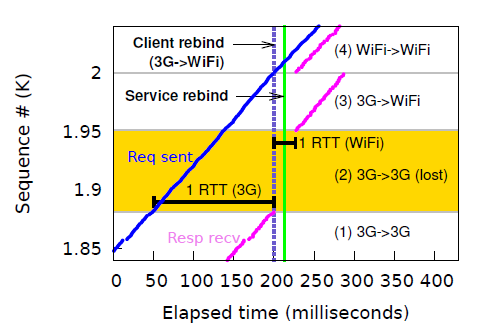 Client rebind
(3G->WiFi)
(4) WiFi->WiFi
2
Service rebind
(3) 3G->WiFi
1.95
1 RTT (WiFi)
Req sent
(2) 3G->3G (lost)
1.9
1 RTT (3G)
Resp recv
(1) 3G->3G
1.85
Sequence # (K)
0 50 100 150 200 250 300 350 400
Elapsed time (milliseconds)